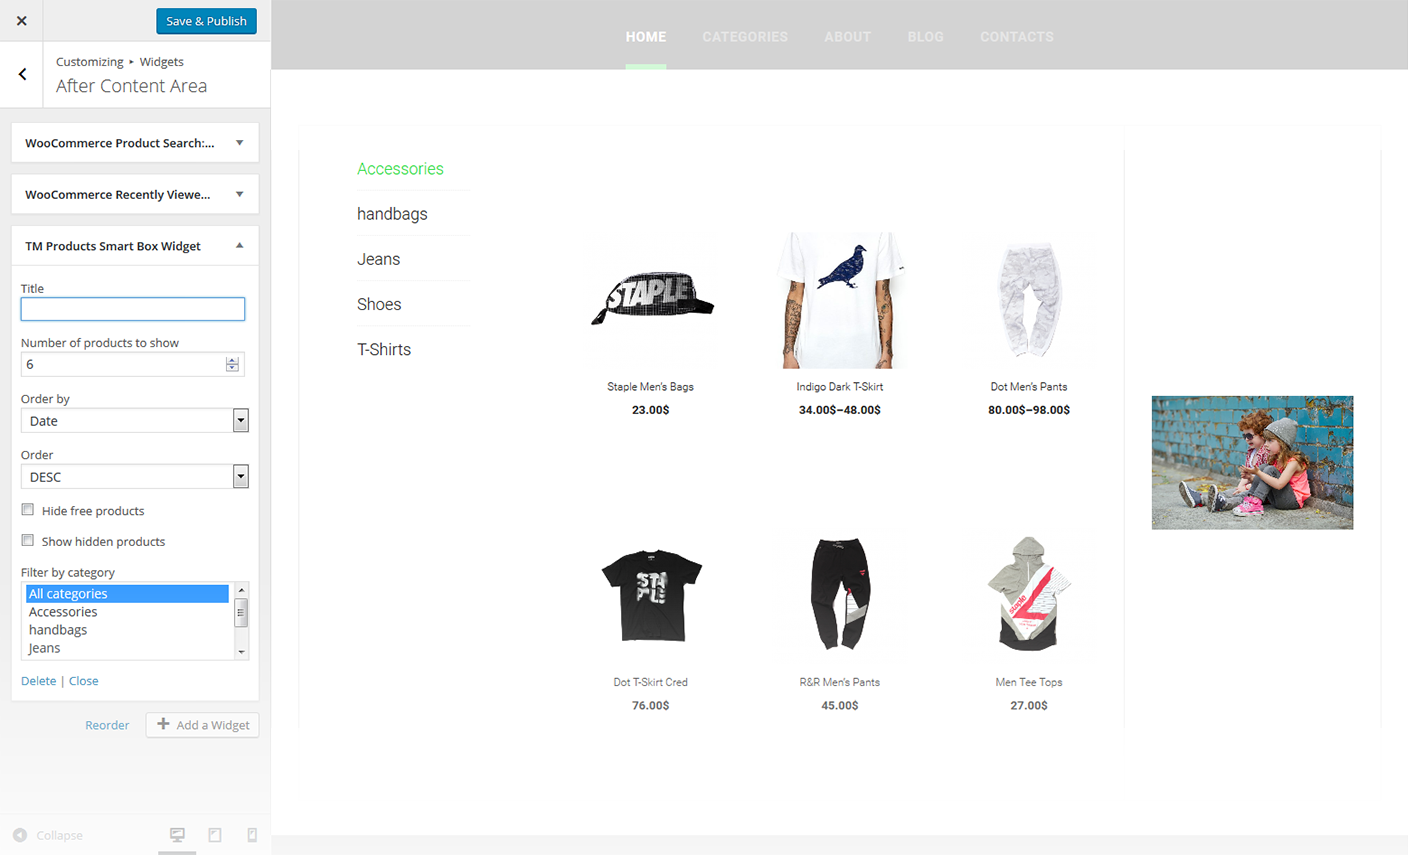 Save & Publish
Customizing ▸ Widgets
After Content Area
WooCommerce Product Search:...
WooCommerce Recently Viewe...
TM Products Smart Box Widget
Title
Number of products to show
6
Order by
Date
Order
DESC
Hide free products
Show hidden products
Filter by category
All categories
Accessories
handbags
Jeans
Delete | Close
Reorder
Add a Widget
Collapse
HOME CATEGORIES ABOUT BLOG CONTACTS
Accessories
handbags
Jeans
Shoes
T-Shirts
STAPLE
Staple Men's Bags
23.00$
Indigo Dark T-Skirt
34.00$–48.00$
Dot Men's Pants
80.00$–98.00$
STA
PLE
Dot T-Skirt Cred
76.00$
R&R Men's Pants
45.00$
staple
Men Tee Tops
27.00$